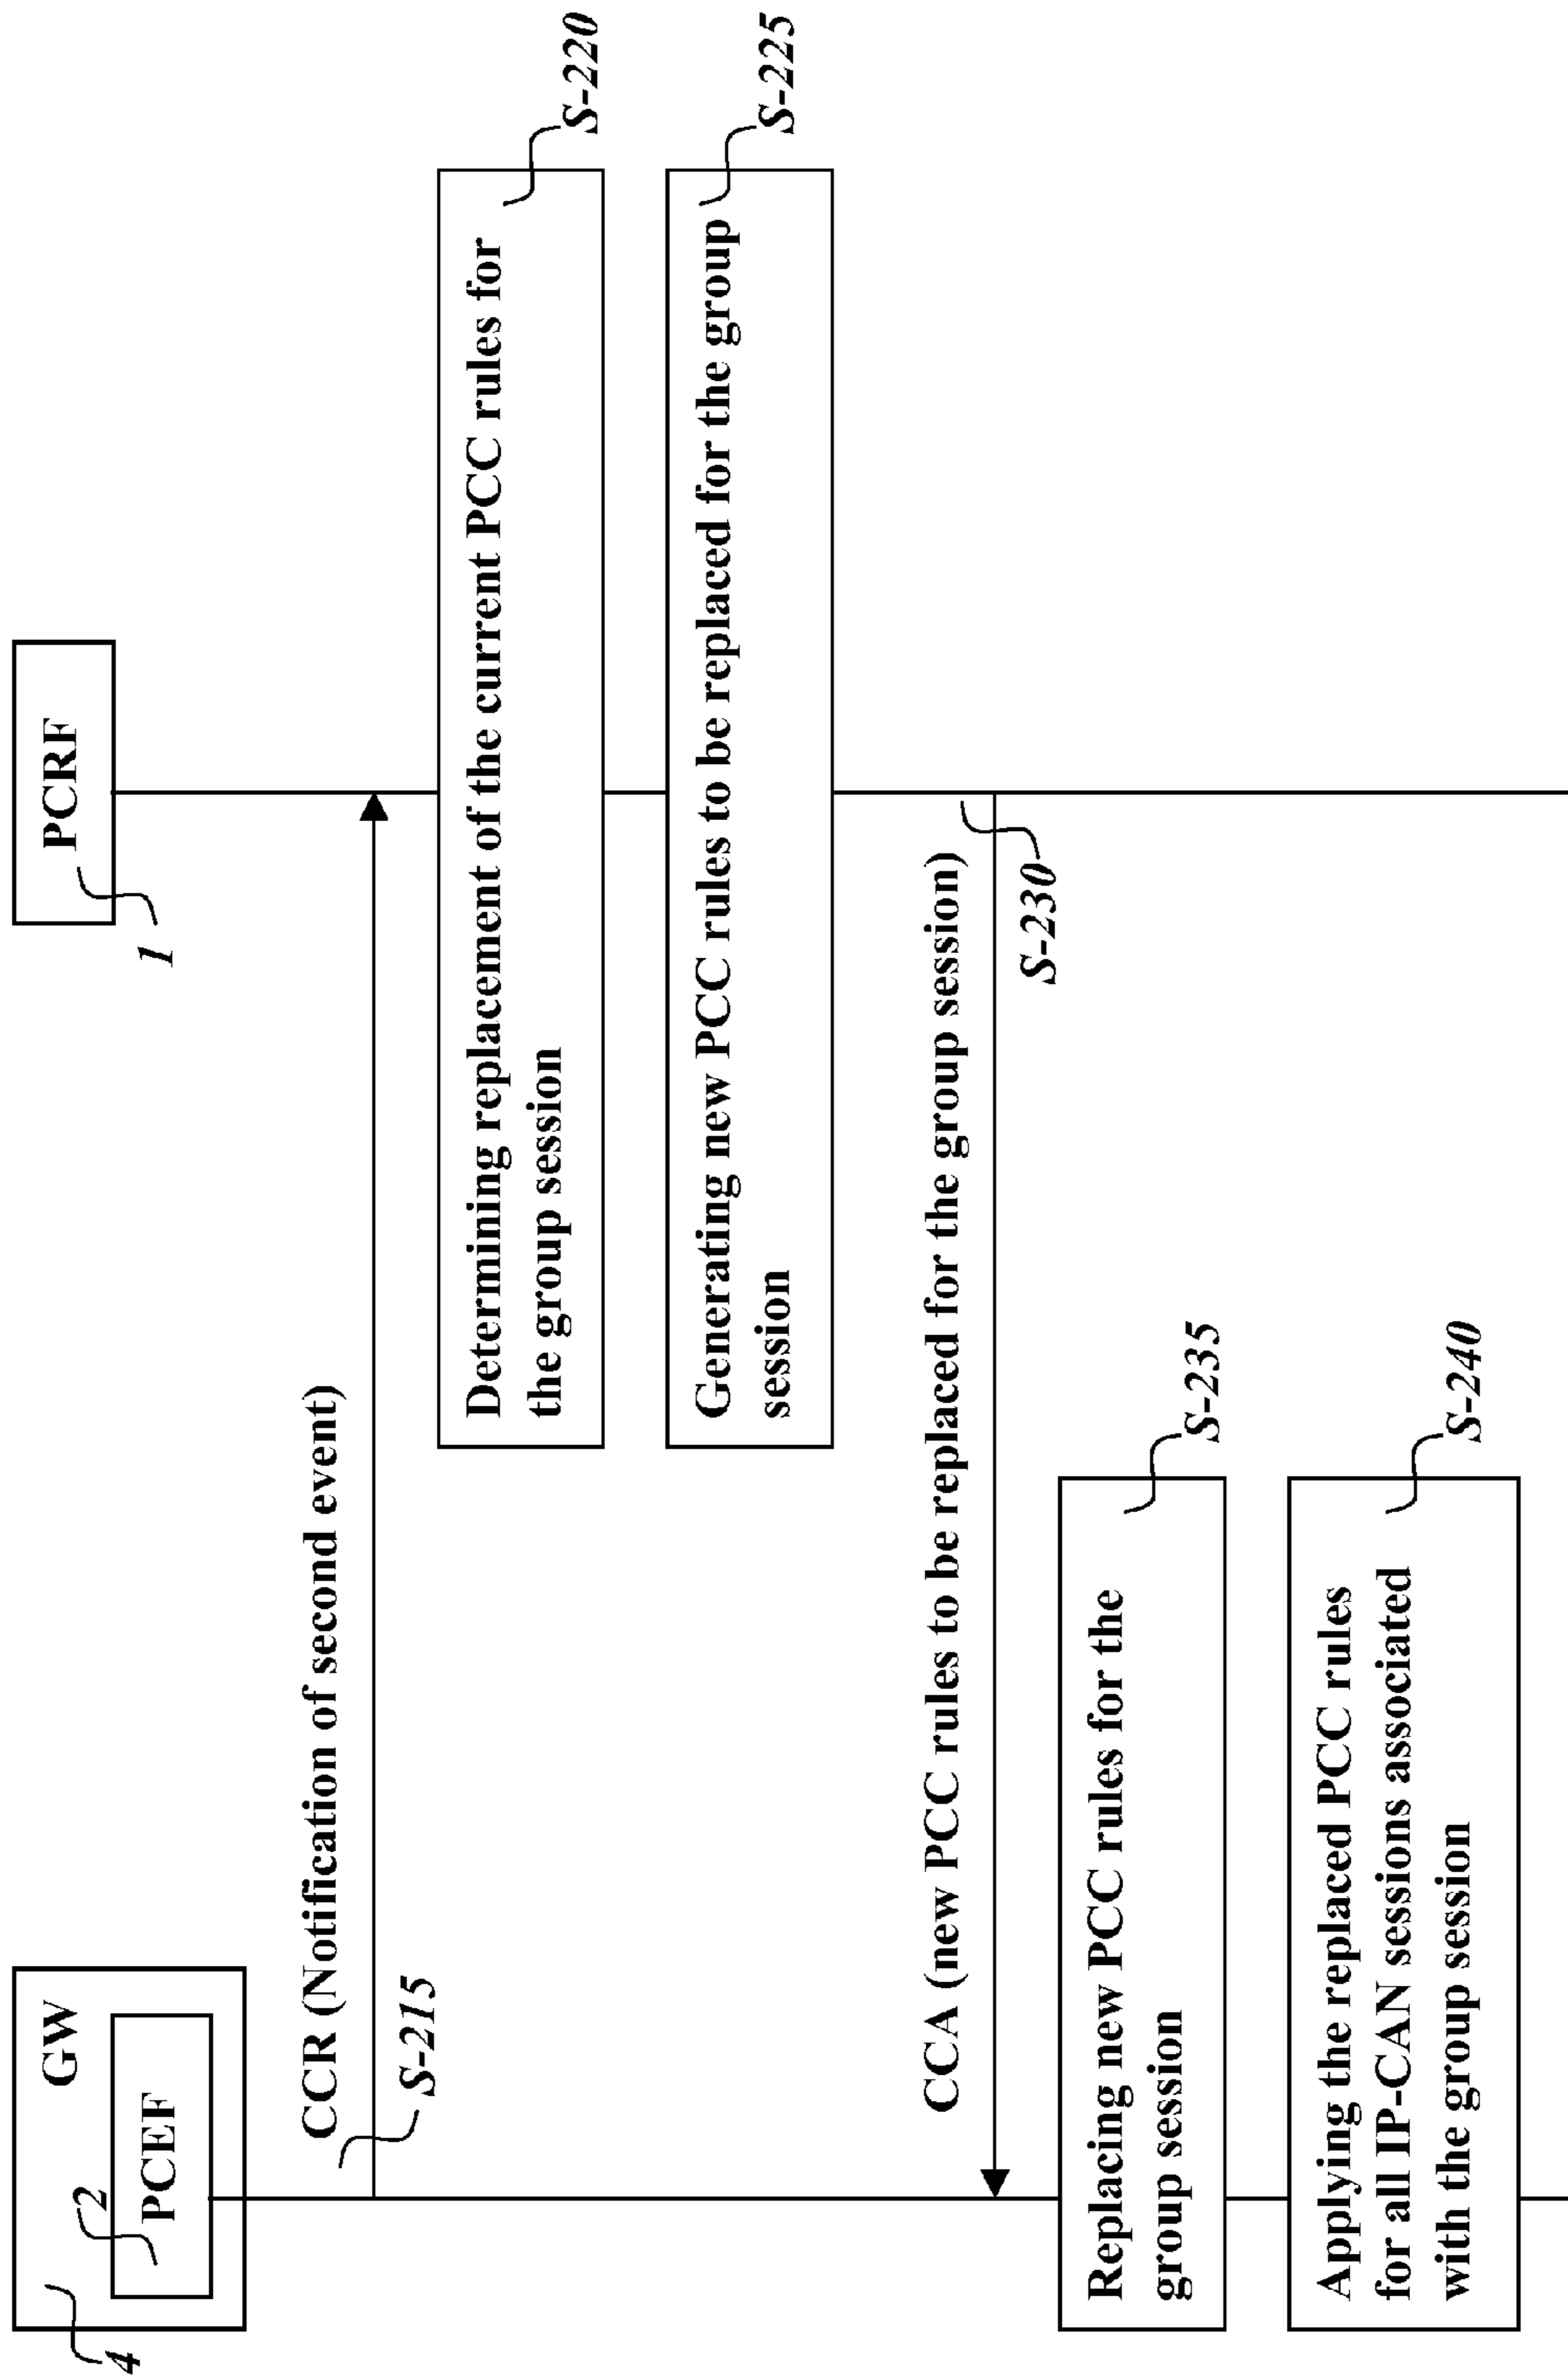 GW
PCEF
2
4
PCRF
1
CCR (Notification of second event)
S-215
Determining replacement of the current PCC rules for
the group session
S-220
Generating new PCC rules to be replaced for the group
session
S-225
CCA (new PCC rules to be replaced for the group session)
S-230
Replacing new PCC rules for the
group session
S-235
Applying the replaced PCC rules
for all IP-CAN sessions associated
with the group session
S-240